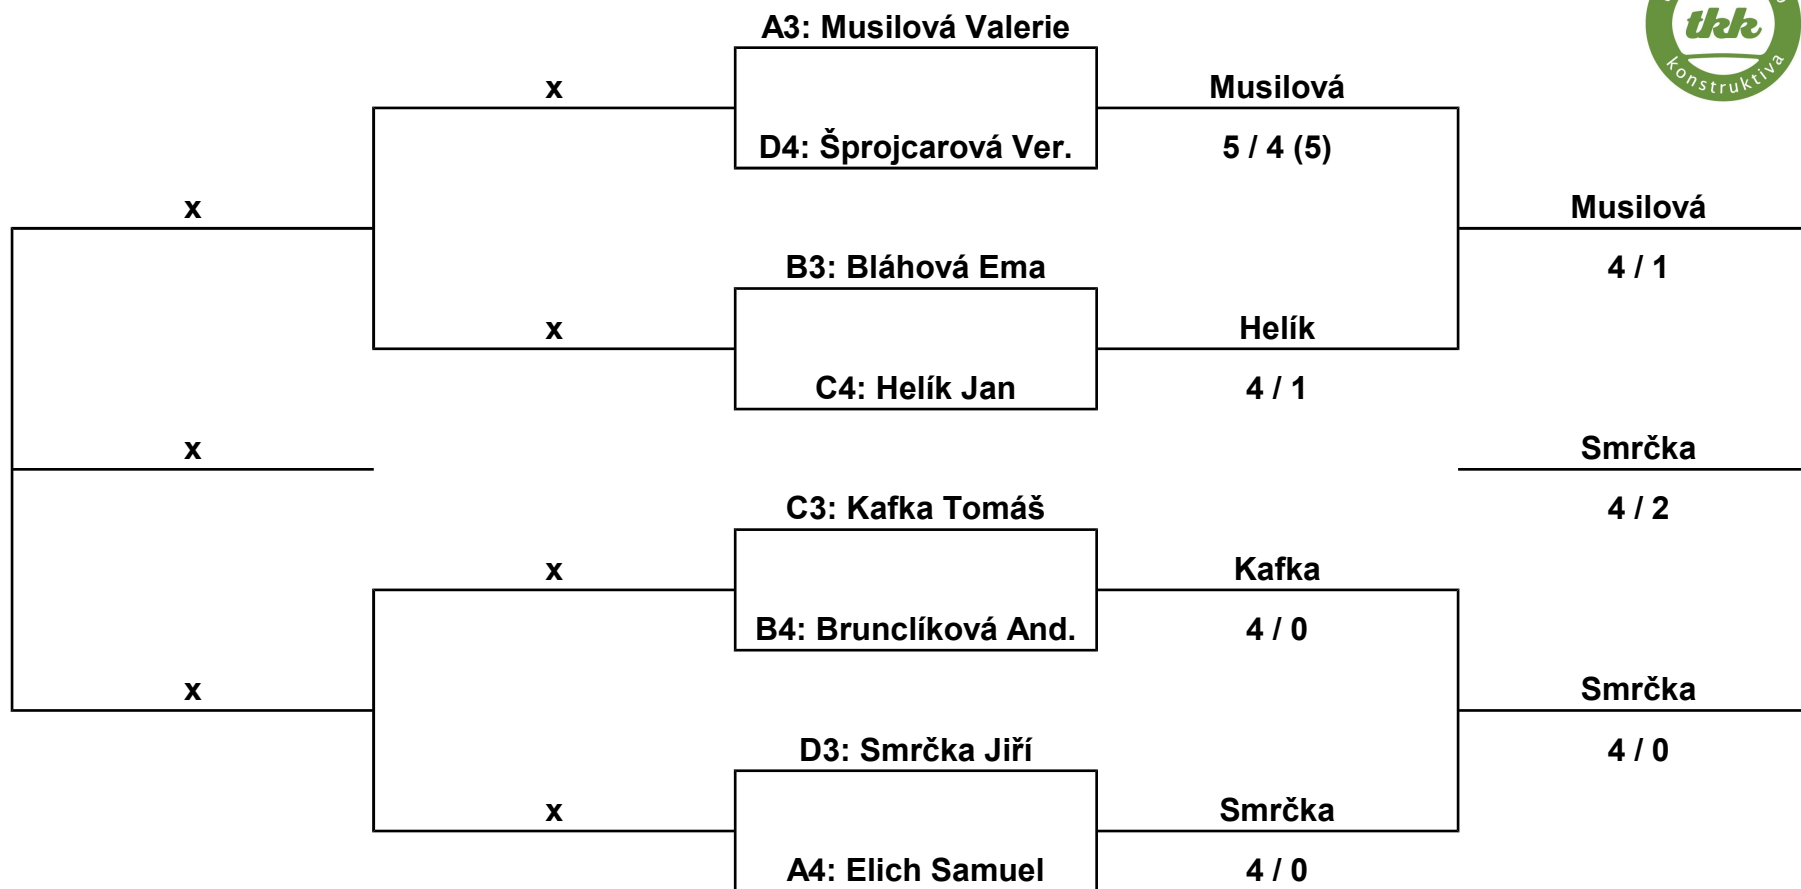 A3: Musilová Valerie
tkk
konstruktiva
x
Musilová
D4: Šprojcarová Ver.
5 / 4 (5)
x
Musilová
B3: Bláhová Ema
4 / 1
x
Helík
C4: Helík Jan
4 / 1
x
Smrčka
C3: Kafka Tomáš
4 / 2
x
Kafka
B4: Brunclíková And.
4 / 0
x
Smrčka
D3: Smrčka Jiří
4 / 0
x
Smrčka
A4: Elich Samuel
4 / 0